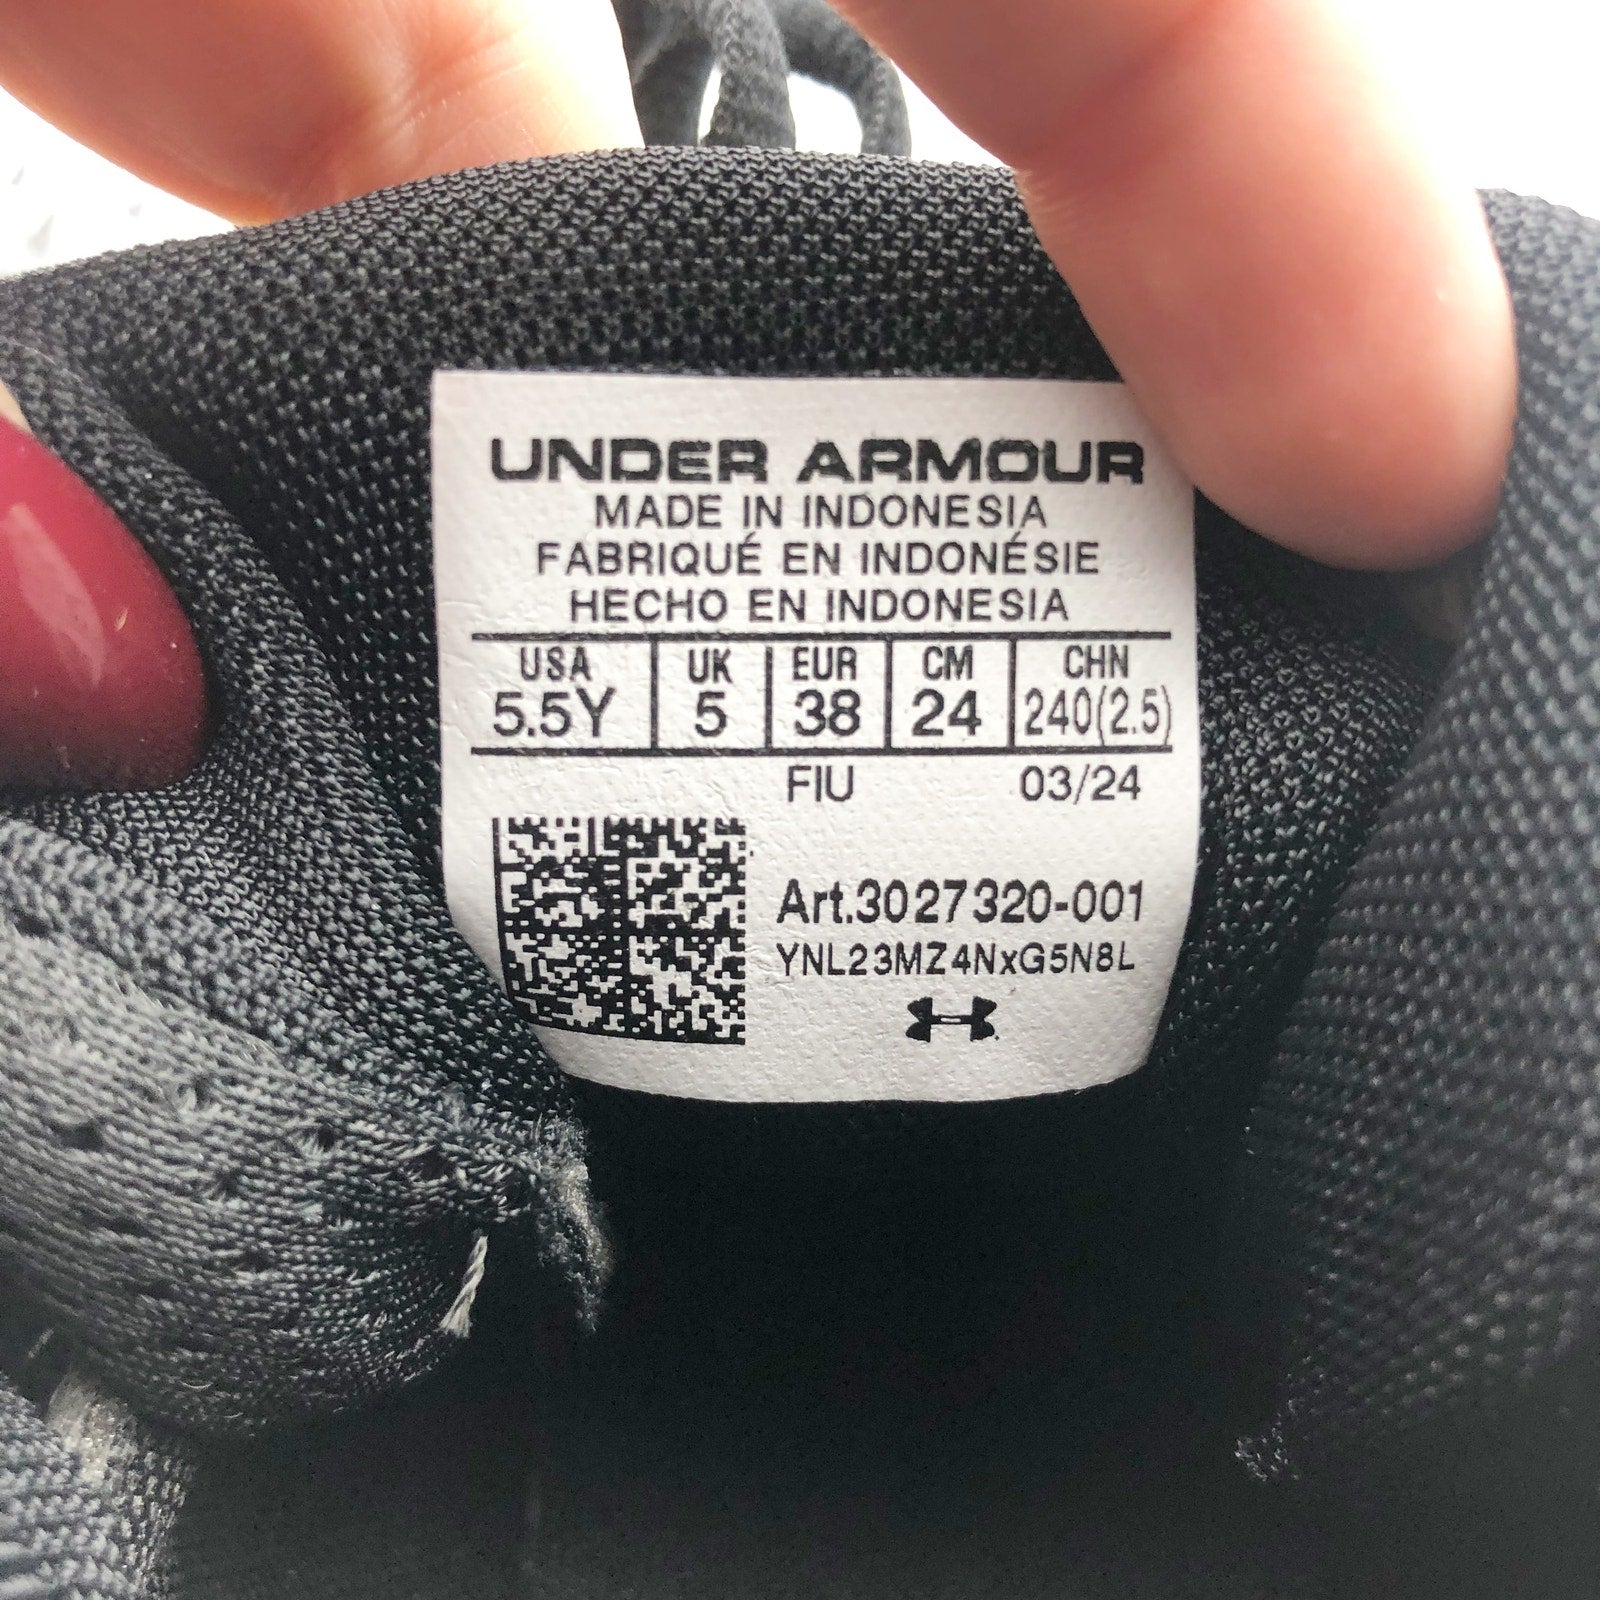 UNDER ARMOUR
MADE IN INDONESIA
FABRIQUÉ EN INDONÉSIE
HECHO EN INDONESIA
USA UK EUR CM CHN
5.5Y 5 38 24 240(2.5)
FIU 03/24
Art.3027320-001
YNL23MZ4NxG5N8L